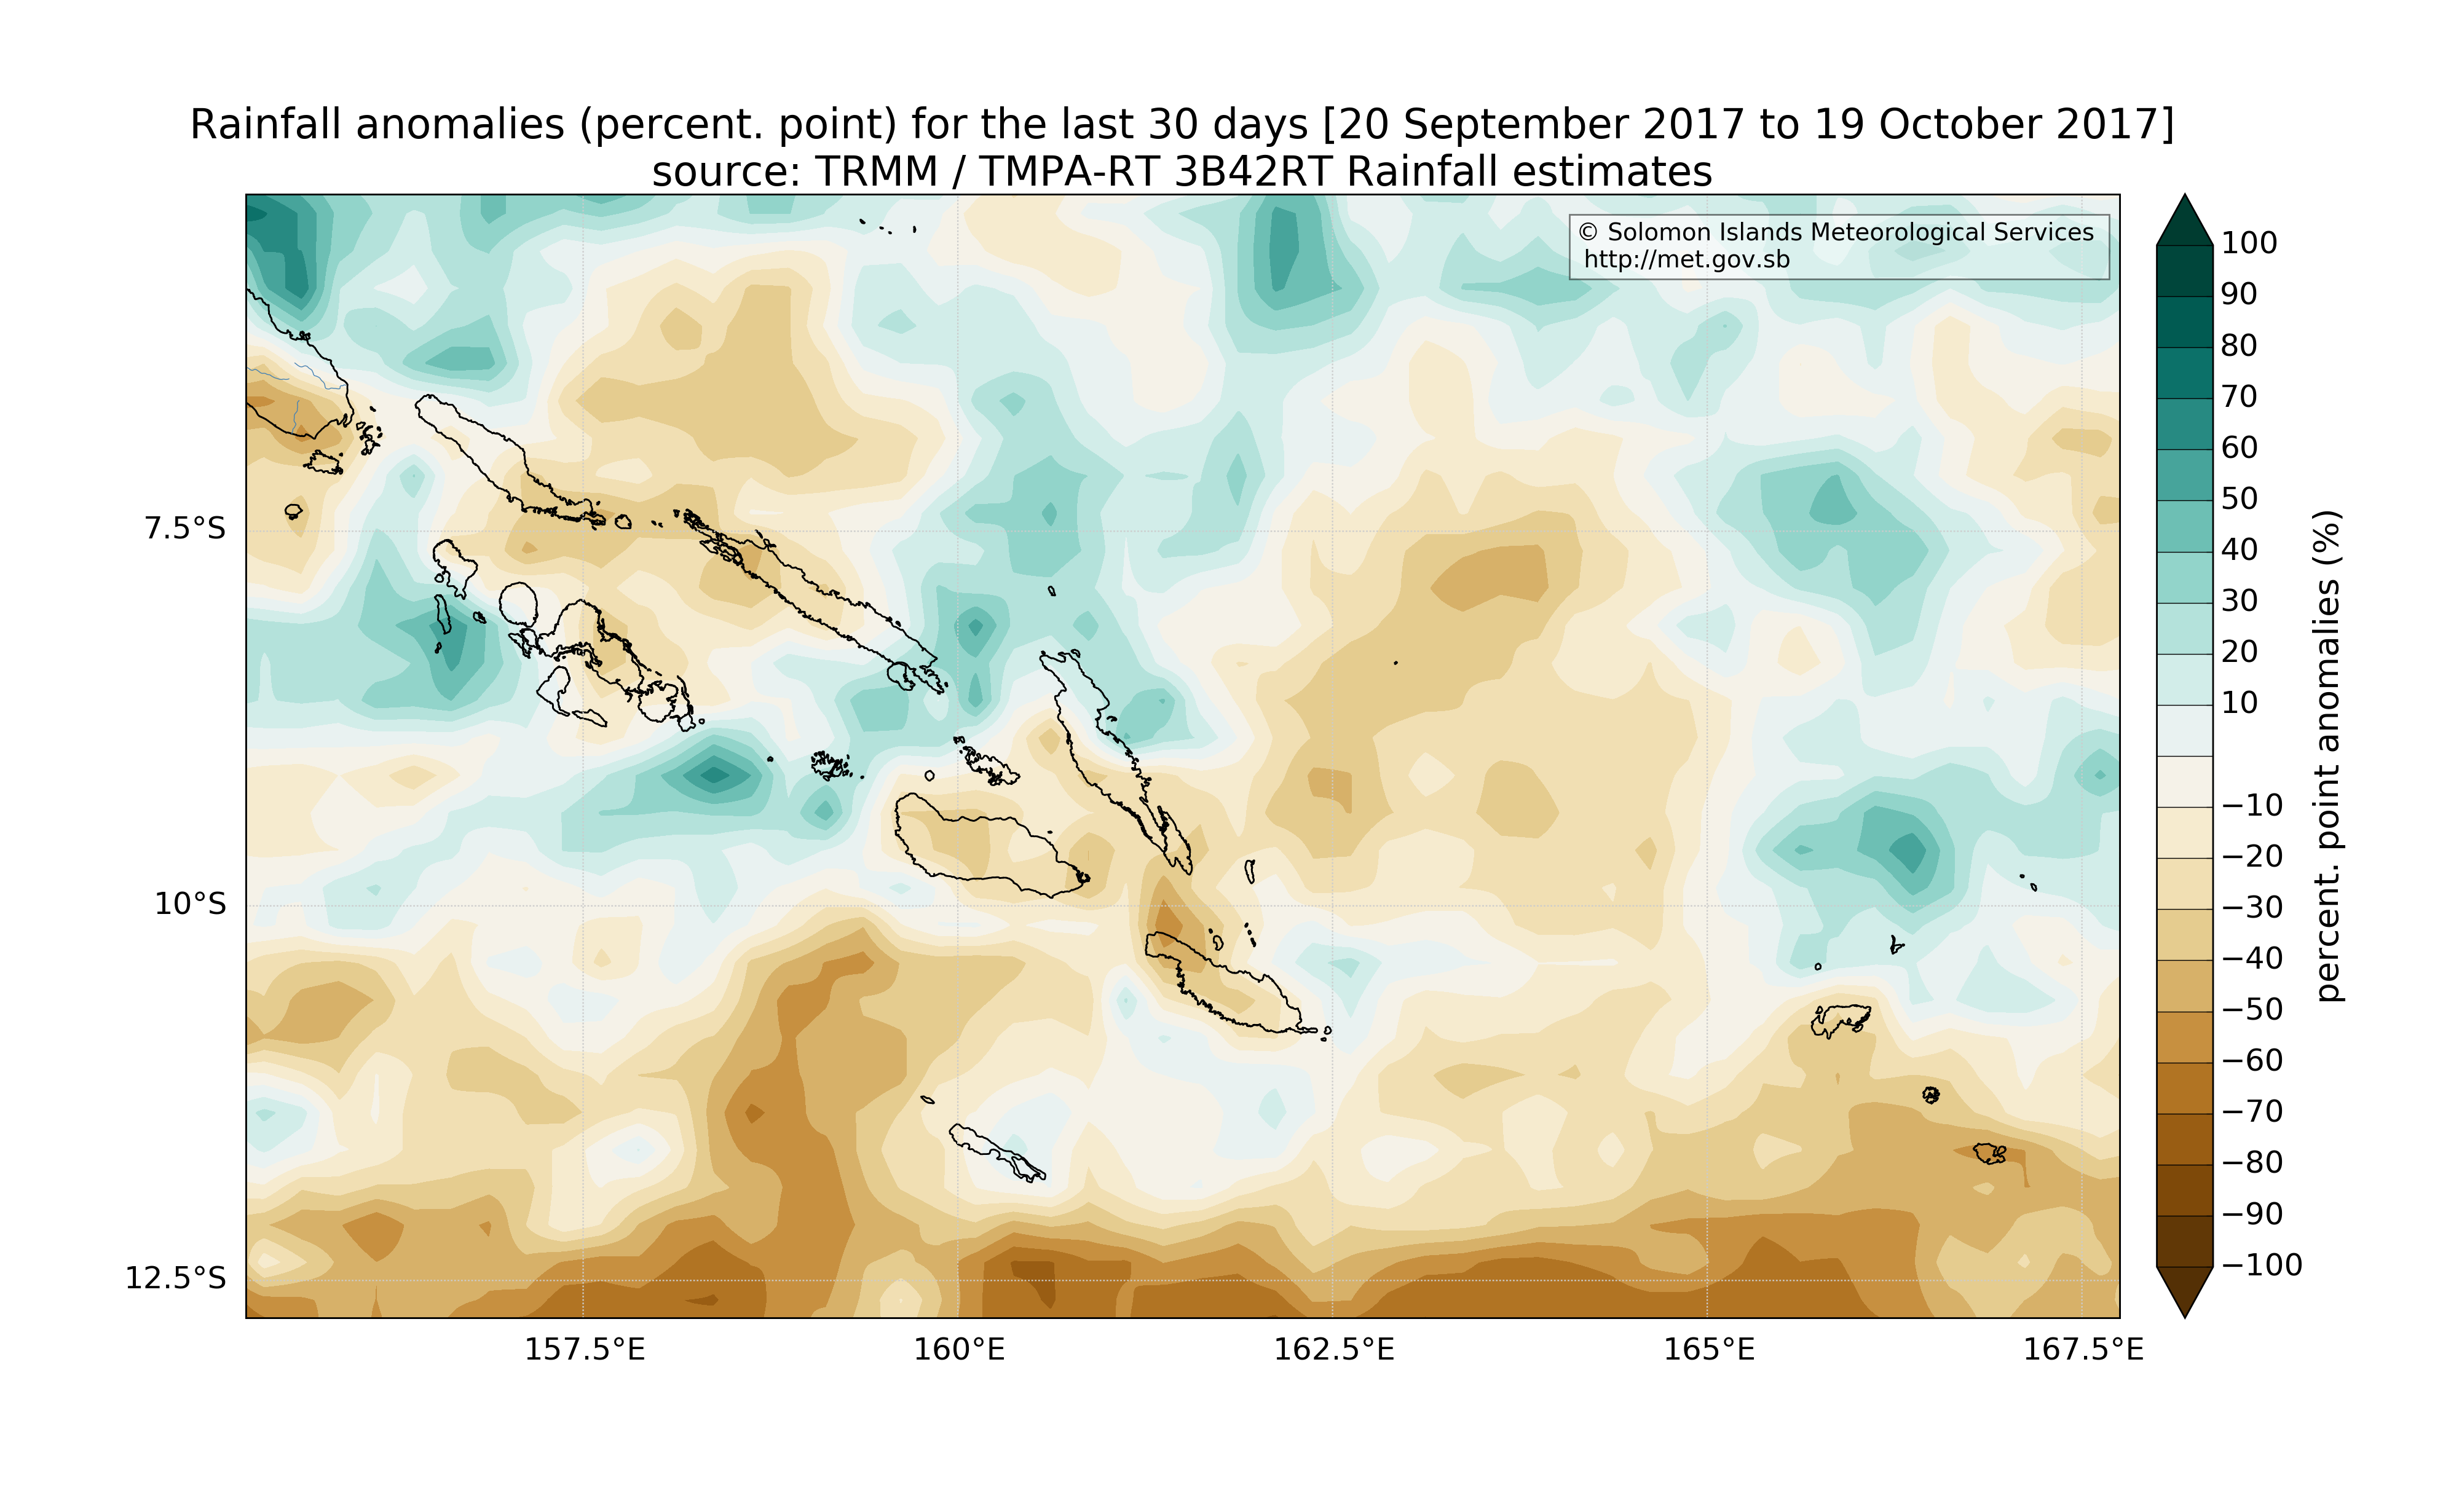 Rainfall anomalies (percent. point) for the last 30 days [20 September 2017 to 19 October 2017]
source: TRMM / TMPA-RT 3B42RT Rainfall estimates
© Solomon Islands Meteorological Services
http://met.gov.sb
7.5°S
10°S
12.5°S
157.5°E
160°E
162.5°E
165°E
167.5°E
100
90
80
70
60
50
40
30
20
10
−10
−20
−30
−40
−50
−60
−70
−80
−90
−100
percent. point anomalies (%)